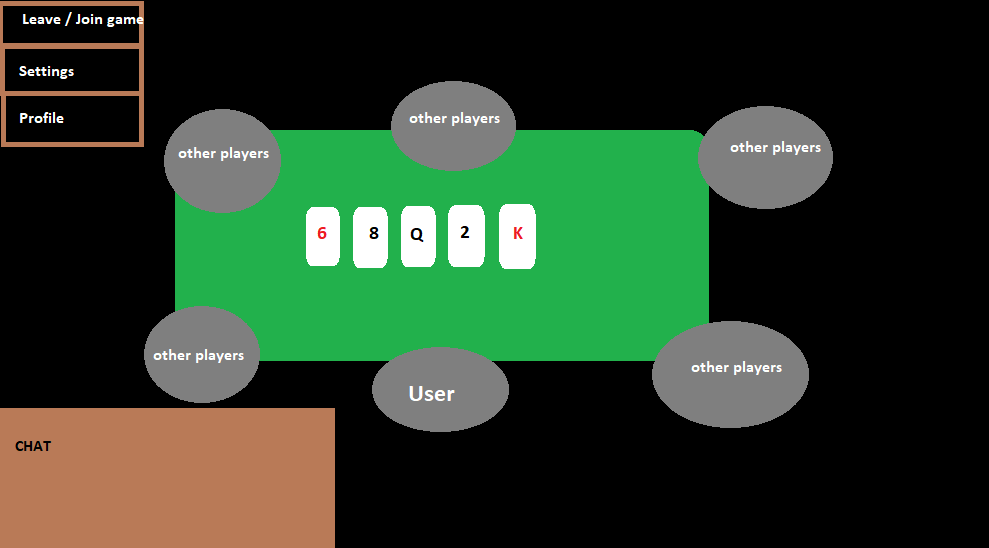 Leave / Join game
Settings
Profile
other players
other players
other players
6 8 Q 2 K
other players
User
other players
CHAT